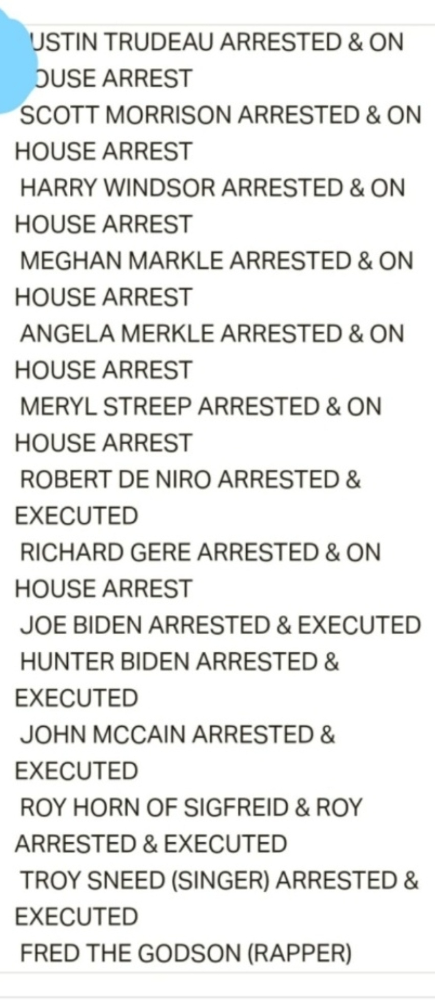 USTIN TRUDEAU ARRESTED & ON
OUSE ARREST
SCOTT MORRISON ARRESTED & ON
HOUSE ARREST
HARRY WINDSOR ARRESTED & ON
HOUSE ARREST
MEGHAN MARKLE ARRESTED & ON
HOUSE ARREST
ANGELA MERKLE ARRESTED & ON
HOUSE ARREST
MERYL STREEP ARRESTED & ON
HOUSE ARREST
ROBERT DE NIRO ARRESTED &
EXECUTED
RICHARD GERE ARRESTED & ON
HOUSE ARREST
JOE BIDEN ARRESTED & EXECUTED
HUNTER BIDEN ARRESTED &
EXECUTED
JOHN MCCAIN ARRESTED &
EXECUTED
ROY HORN OF SIGFREID & ROY
ARRESTED & EXECUTED
TROY SNEED (SINGER) ARRESTED &
EXECUTED
FRED THE GODSON (RAPPER)